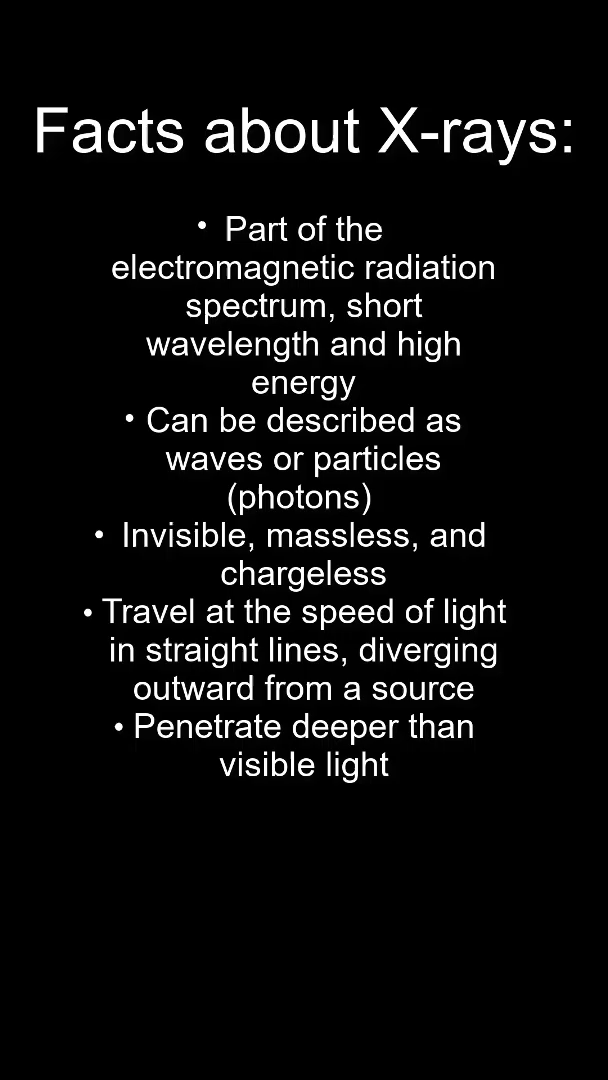 Facts about X-rays:
• Part of the
electromagnetic radiation
spectrum, short
wavelength and high
energy
• Can be described as
waves or particles
(photons)
• Invisible, massless, and
chargeless
• Travel at the speed of light
in straight lines, diverging
outward from a source
• Penetrate deeper than
visible light